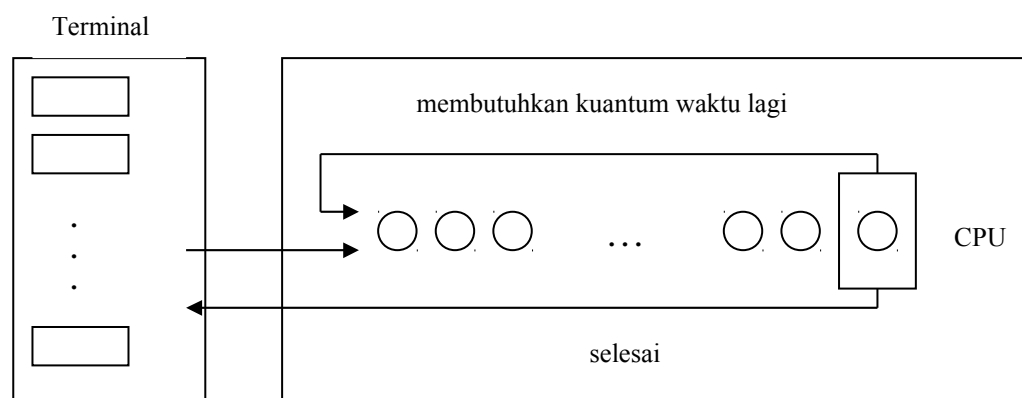 Terminal
membutuhkan kuantum waktu lagi
. . .
…
CPU
selesai